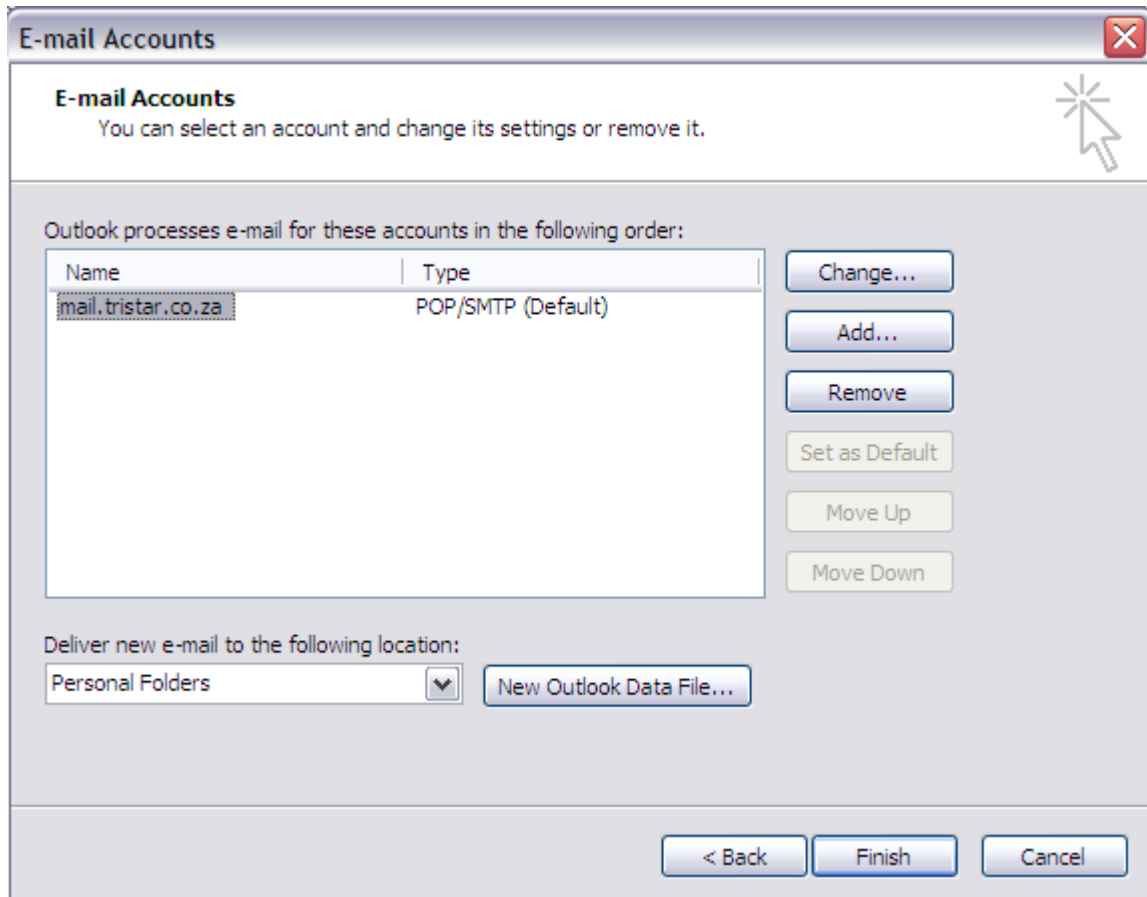 E-mail Accounts
E-mail Accounts
You can select an account and change its settings or remove it.
Outlook processes e-mail for these accounts in the following order:
Name Type
mail.tristar.co.za POP/SMTP (Default)
Change...
Add...
Remove
Set as Default
Move Up
Move Down
Deliver new e-mail to the following location:
Personal Folders New Outlook Data File...
< Back Finish Cancel